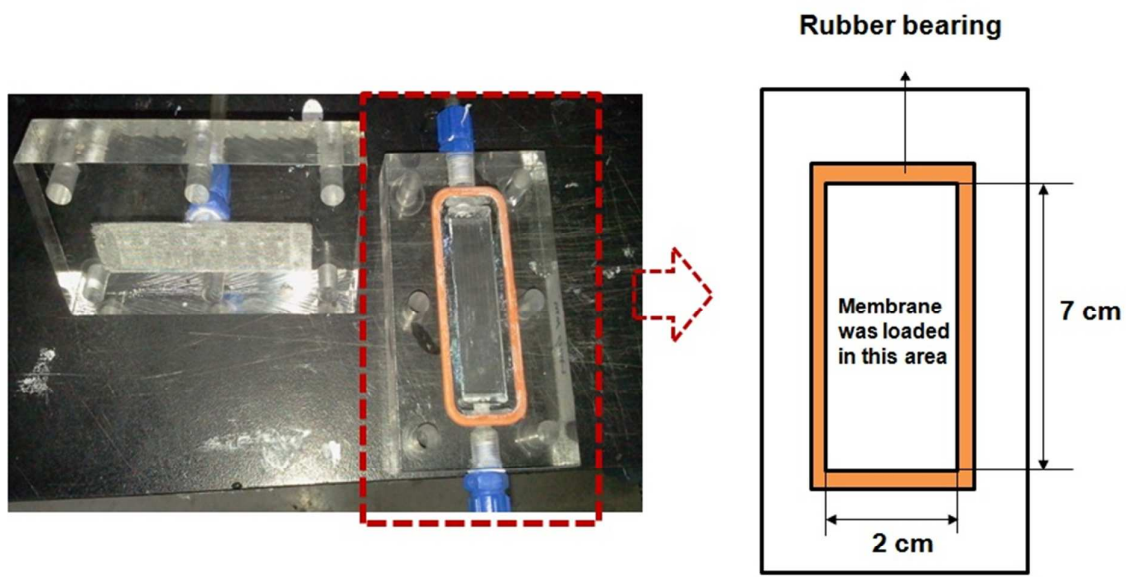 Rubber bearing
Membrane
was loaded
in this area
7 cm
2 cm